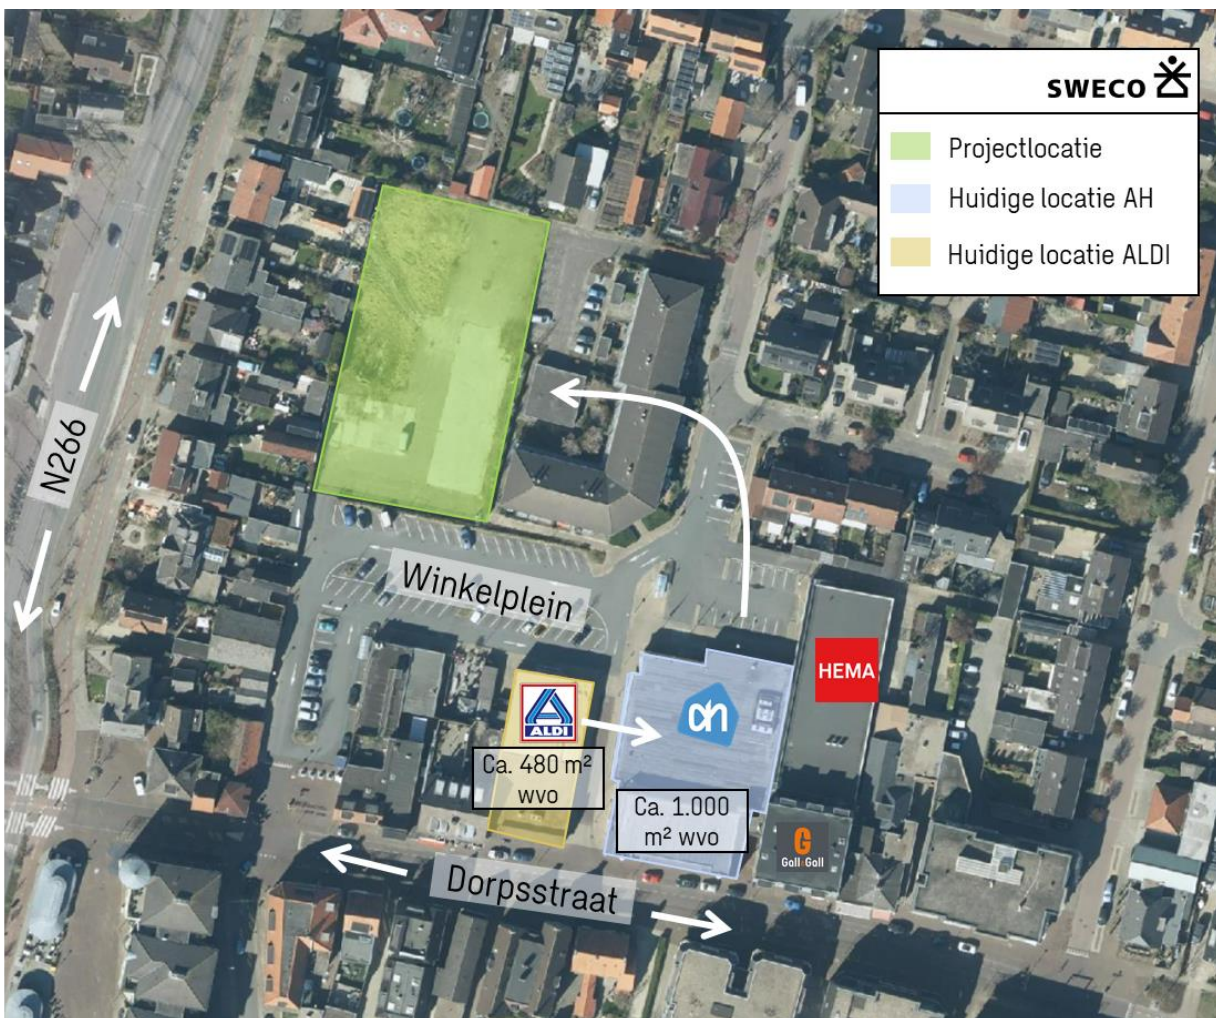 SWECO
Projectlocatie
Huidige locatie AH
Huidige locatie ALDI
N266
Winkelplein
HEMA
ah
ALDI
Ca. 480 m²
wvo
Ca. 1.000
m² wvo
G
Gall&Gall
Dorpsstraat